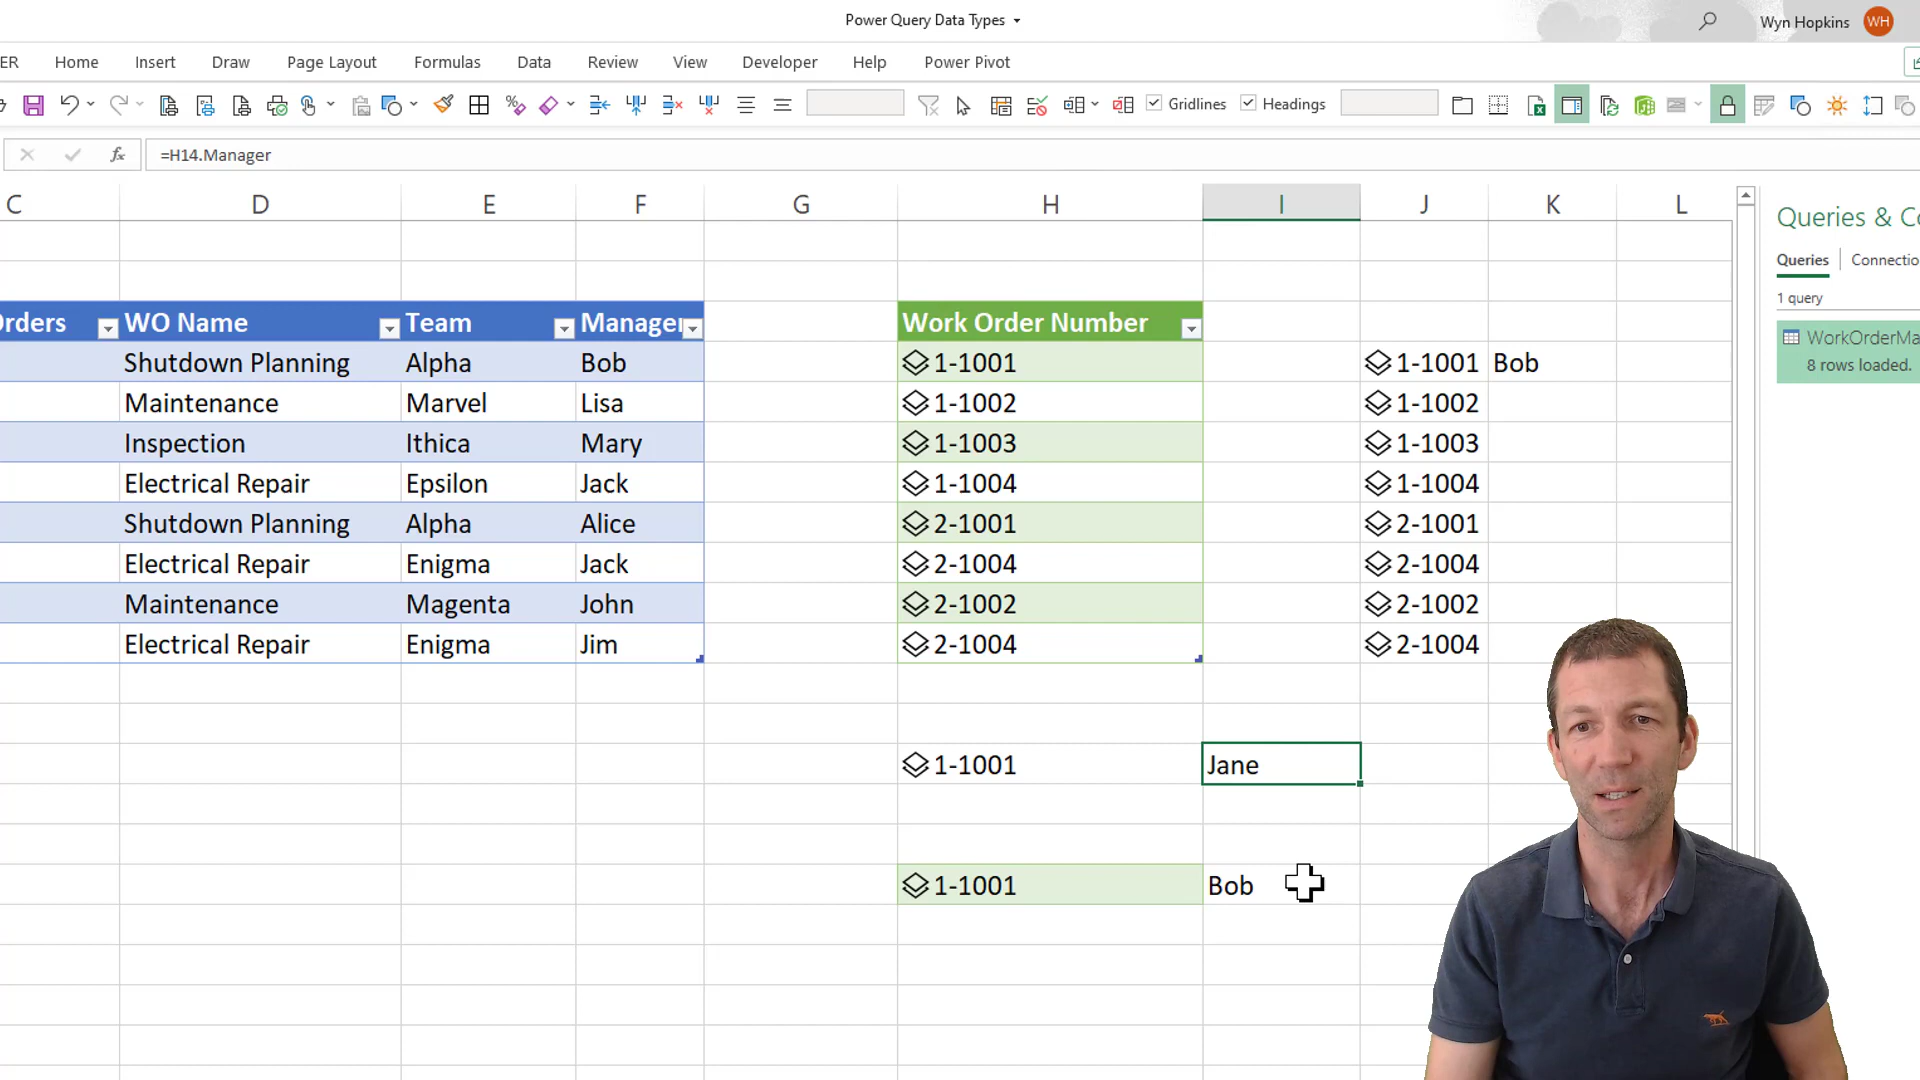 Power Query Data Types
Wyn Hopkins WH
ER Home Insert Draw Page Layout Formulas Data Review View Developer Help Power Pivot
Gridlines Headings
fx =H14.Manager
C D E F G H I J K L
Queries & Co
Queries | Connectio
1 query
WorkOrderMa
8 rows loaded.
rders WO Name Team Manager Work Order Number
Shutdown Planning Alpha Bob 1-1001 1-1001 Bob
Maintenance Marvel Lisa 1-1002 1-1002
Inspection Ithica Mary 1-1003 1-1003
Electrical Repair Epsilon Jack 1-1004 1-1004
Shutdown Planning Alpha Alice 2-1001 2-1001
Electrical Repair Enigma Jack 2-1004 2-1004
Maintenance Magenta John 2-1002 2-1002
Electrical Repair Enigma Jim 2-1004 2-1004
1-1001 Jane
1-1001 Bob